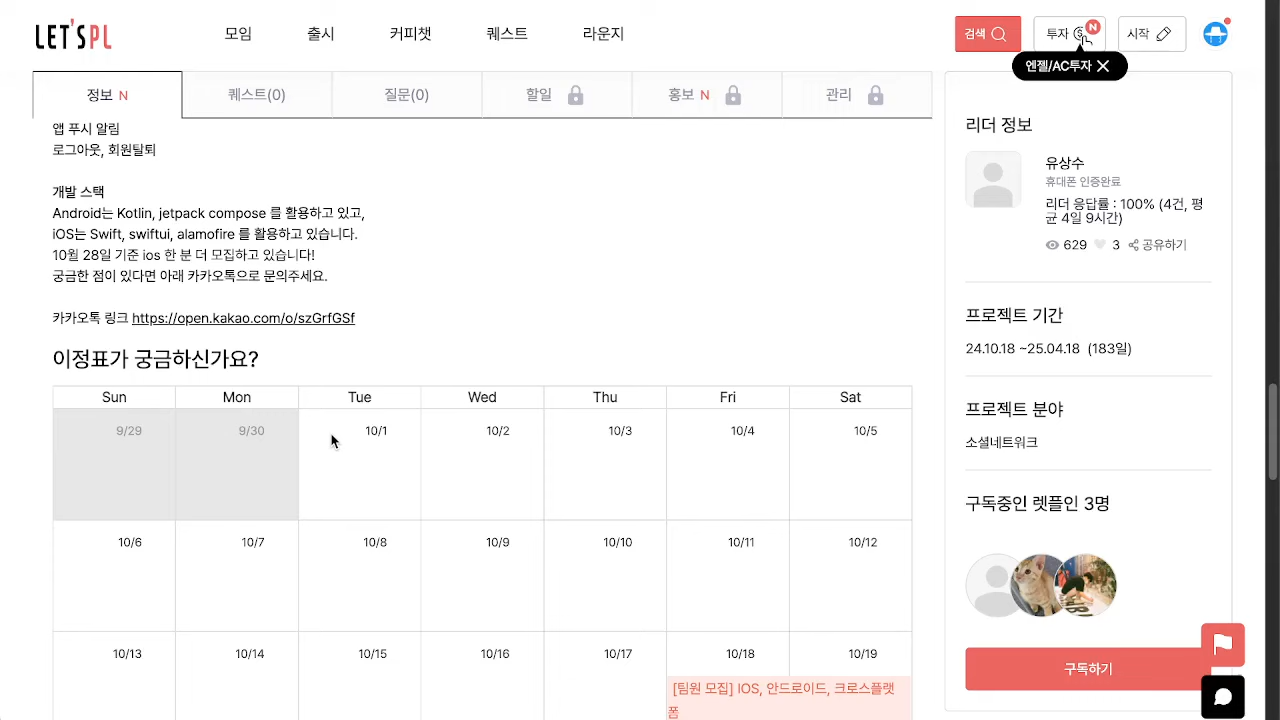 LET'SPL
모임
출시
커피챗
퀘스트
라운지
검색
투자
N
시작
엔젤/AC투자
정보 N
퀘스트(0)
질문(0)
할일
홍보 N
관리
앱 푸시 알림
로그아웃, 회원탈퇴
개발 스택
Android는 Kotlin, jetpack compose 를 활용하고 있고,
iOS는 Swift, swiftui, alamofire 를 활용하고 있습니다.
10월 28일 기준 ios 한 분 더 모집하고 있습니다!
궁금한 점이 있다면 아래 카카오톡으로 문의주세요.
카카오톡 링크 https://open.kakao.com/o/szGrfGSf
이정표가 궁금하신가요?
Sun Mon Tue Wed Thu Fri Sat
9/29 9/30 10/1 10/2 10/3 10/4 10/5
10/6 10/7 10/8 10/9 10/10 10/11 10/12
10/13 10/14 10/15 10/16 10/17 10/18 10/19
[팀원 모집] IOS, 안드로이드, 크로스플랫
폼
리더 정보
유상수
휴대폰 인증완료
리더 응답률 : 100% (4건, 평
균 4일 9시간)
629 3 공유하기
프로젝트 기간
24.10.18 ~25.04.18 (183일)
프로젝트 분야
소셜네트워크
구독중인 렛플인 3명
구독하기